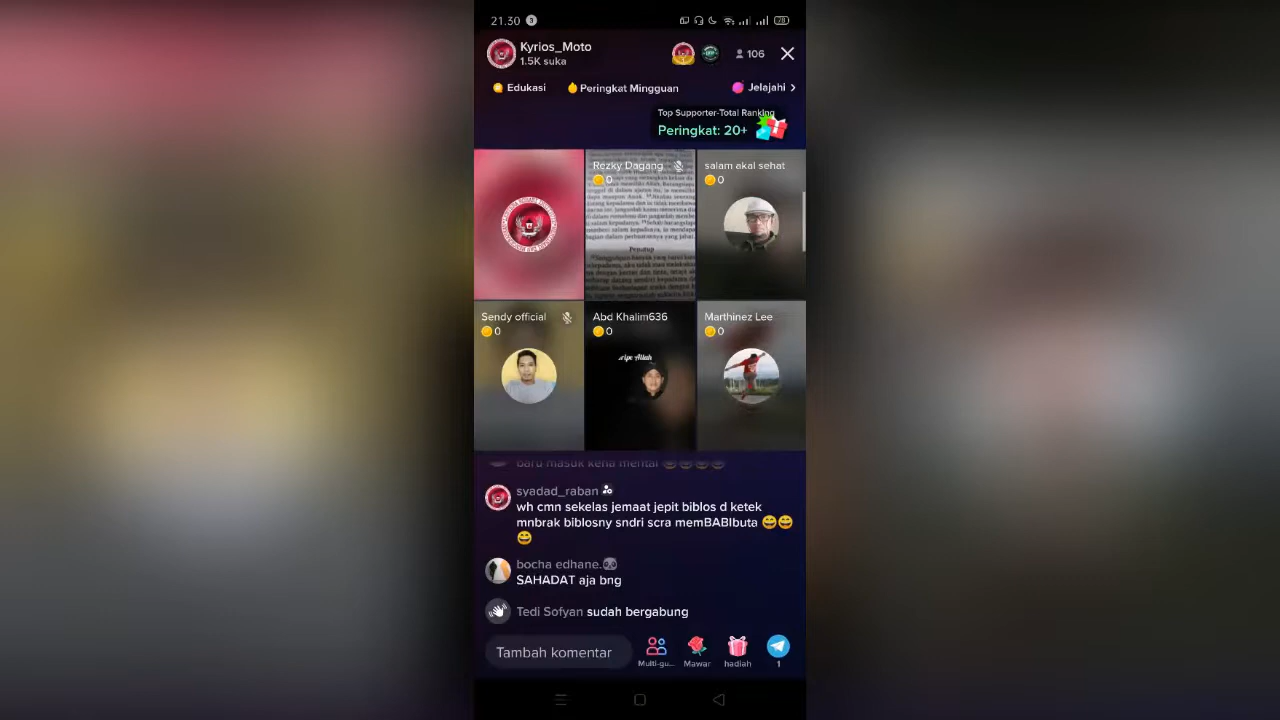 21.30
78
Kyrios_Moto
1.5K suka
106
Edukasi
Peringkat Mingguan
Jelajahi
Top Supporter-Total Ranking
Peringkat: 20+
Rezky Dagang
0
salam akal sehat
0
Penutup
Sendy official
0
Abd Khalim636
0
Marthinez Lee
0
baru masuk kena mental 😄😄😄😄
syadad_raban
wh cmn sekelas jemaat jepit biblos d ketek
mnbrak biblosny sndri scra memBABIbuta 😄😄
😄
bocha edhane.🐼
SAHADAT aja bng
Tedi Sofyan sudah bergabung
Tambah komentar
Multi-gu...
Mawar
hadiah
1